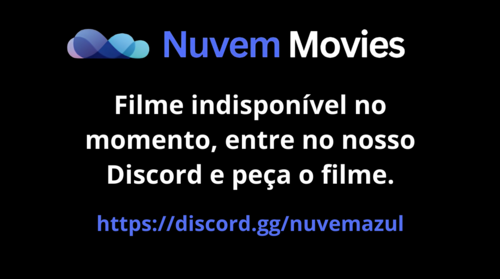 Nuvem Movies
Filme indisponível no
momento, entre no nosso
Discord e peça o filme.
https://discord.gg/nuvemazul